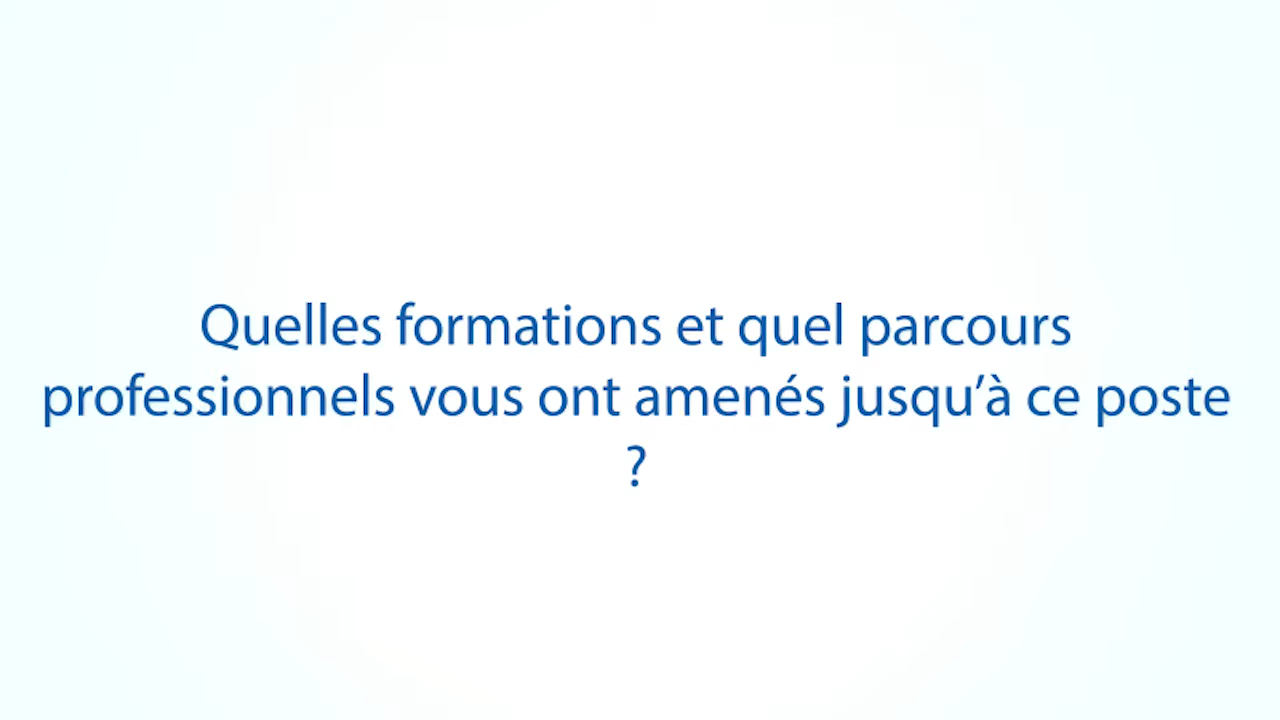 Quelles formations et quel parcours
professionnels vous ont amenés jusqu’à ce poste
?